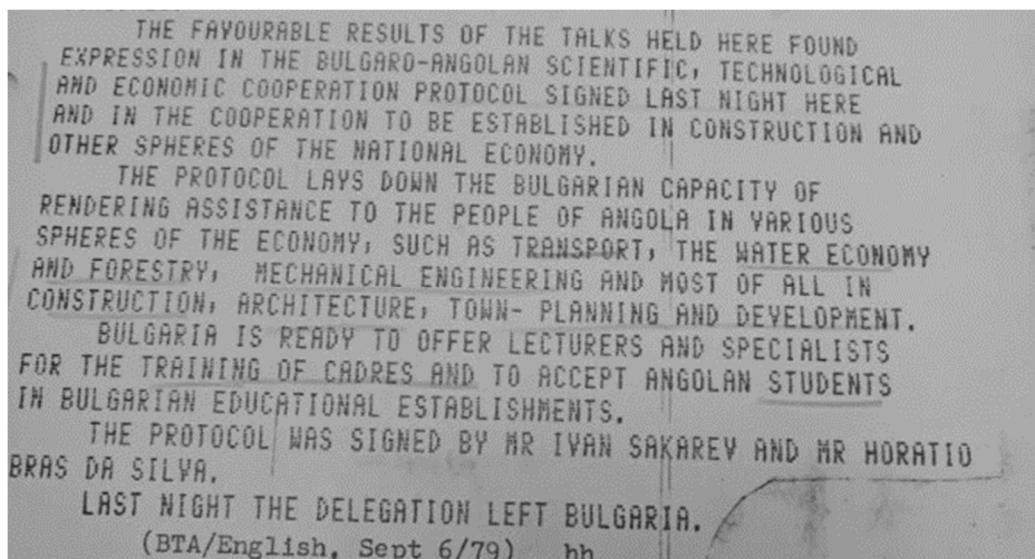 THE FAVOURABLE RESULTS OF THE TALKS HELD HERE FOUND
EXPRESSION IN THE BULGARO-ANGOLAN SCIENTIFIC, TECHNOLOGICAL
AND ECONOMIC COOPERATION PROTOCOL SIGNED LAST NIGHT HERE
AND IN THE COOPERATION TO BE ESTABLISHED IN CONSTRUCTION AND
OTHER SPHERES OF THE NATIONAL ECONOMY.
THE PROTOCOL LAYS DOWN THE BULGARIAN CAPACITY OF
RENDERING ASSISTANCE TO THE PEOPLE OF ANGOLA IN VARIOUS
SPHERES OF THE ECONOMY, SUCH AS TRANSPORT, THE WATER ECONOMY
AND FORESTRY, MECHANICAL ENGINEERING AND MOST OF ALL IN
CONSTRUCTION, ARCHITECTURE, TOWN- PLANNING AND DEVELOPMENT.
BULGARIA IS READY TO OFFER LECTURERS AND SPECIALISTS
FOR THE TRAINING OF CADRES AND TO ACCEPT ANGOLAN STUDENTS
IN BULGARIAN EDUCATIONAL ESTABLISHMENTS.
THE PROTOCOL WAS SIGNED BY MR IVAN SAKAREV AND MR HORATIO
BRAS DA SILVA.
LAST NIGHT THE DELEGATION LEFT BULGARIA.
(BTA/English, Sept 6/79) hh